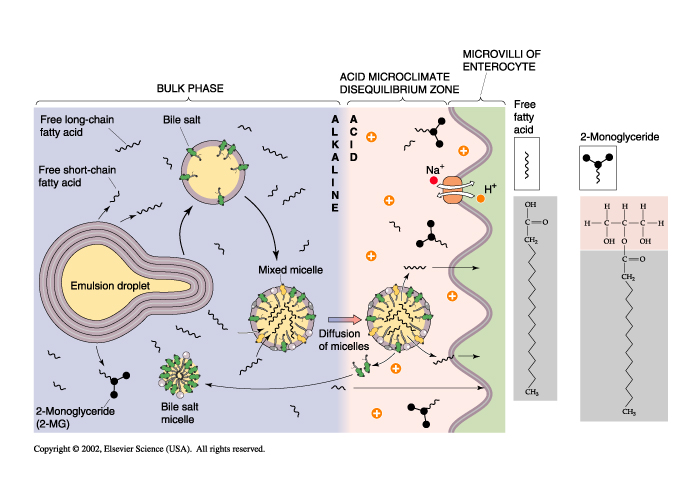 MICROVILLI OF
ENTEROCYTE
ACID MICROCLIMATE
DISEQUILIBRIUM ZONE
BULK PHASE
Free
fatty
acid
2-Monoglyceride
Free long-chain
fatty acid
Bile salt
ALKALINE
ACID
Free short-chain
fatty acid
Na+
H+
+
+
+
+
+
+
+
Emulsion droplet
Mixed micelle
Diffusion
of micelles
2-Monoglyceride
(2-MG)
Bile salt
micelle
OH
C=O
CH2
CH3
H H H
H—C—C—C—H
OH O OH
C=O
CH2
CH3
Copyright © 2002, Elsevier Science (USA). All rights reserved.